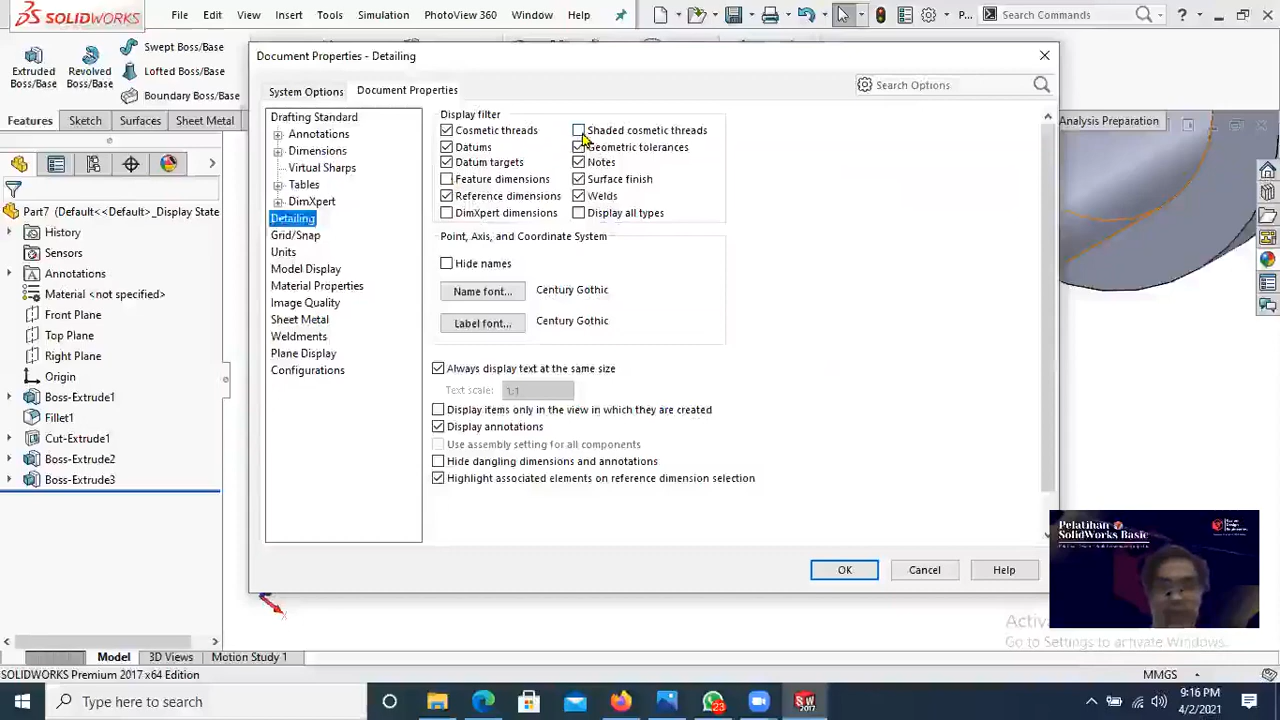 SOLIDWORKS File Edit View Insert Tools Simulation PhotoView 360 Window Help P... Search Commands
Extruded Boss/Base
Revolved Boss/Base
Swept Boss/Base
Lofted Boss/Base
Boundary Boss/Base
Features Sketch Surfaces Sheet Metal Analysis Preparation
Part7 (Default<<Default>_Display State
History
Sensors
Annotations
Material <not specified>
Front Plane
Top Plane
Right Plane
Origin
Boss-Extrude1
Fillet1
Cut-Extrude1
Boss-Extrude2
Boss-Extrude3
Document Properties - Detailing
System Options Document Properties Search Options
Drafting Standard
Annotations
Dimensions
Virtual Sharps
Tables
DimXpert
Detailing
Grid/Snap
Units
Model Display
Material Properties
Image Quality
Sheet Metal
Weldments
Plane Display
Configurations
Display filter
Cosmetic threads Shaded cosmetic threads
Datums Geometric tolerances
Datum targets Notes
Feature dimensions Surface finish
Reference dimensions Welds
DimXpert dimensions Display all types
Point, Axis, and Coordinate System
Hide names
Name font... Century Gothic
Label font... Century Gothic
Always display text at the same size
Text scale: 1:1
Display items only in the view in which they are created
Display annotations
Use assembly setting for all components
Hide dangling dimensions and annotations
Highlight associated elements on reference dimension selection
OK Cancel Help
Pelatihan
SolidWorks Basic
Go to Settings to activate Windows.
Model 3D Views Motion Study 1
SOLIDWORKS Premium 2017 x64 Edition MMGS
Type here to search
23
SW
2017
9:16 PM
4/2/2021